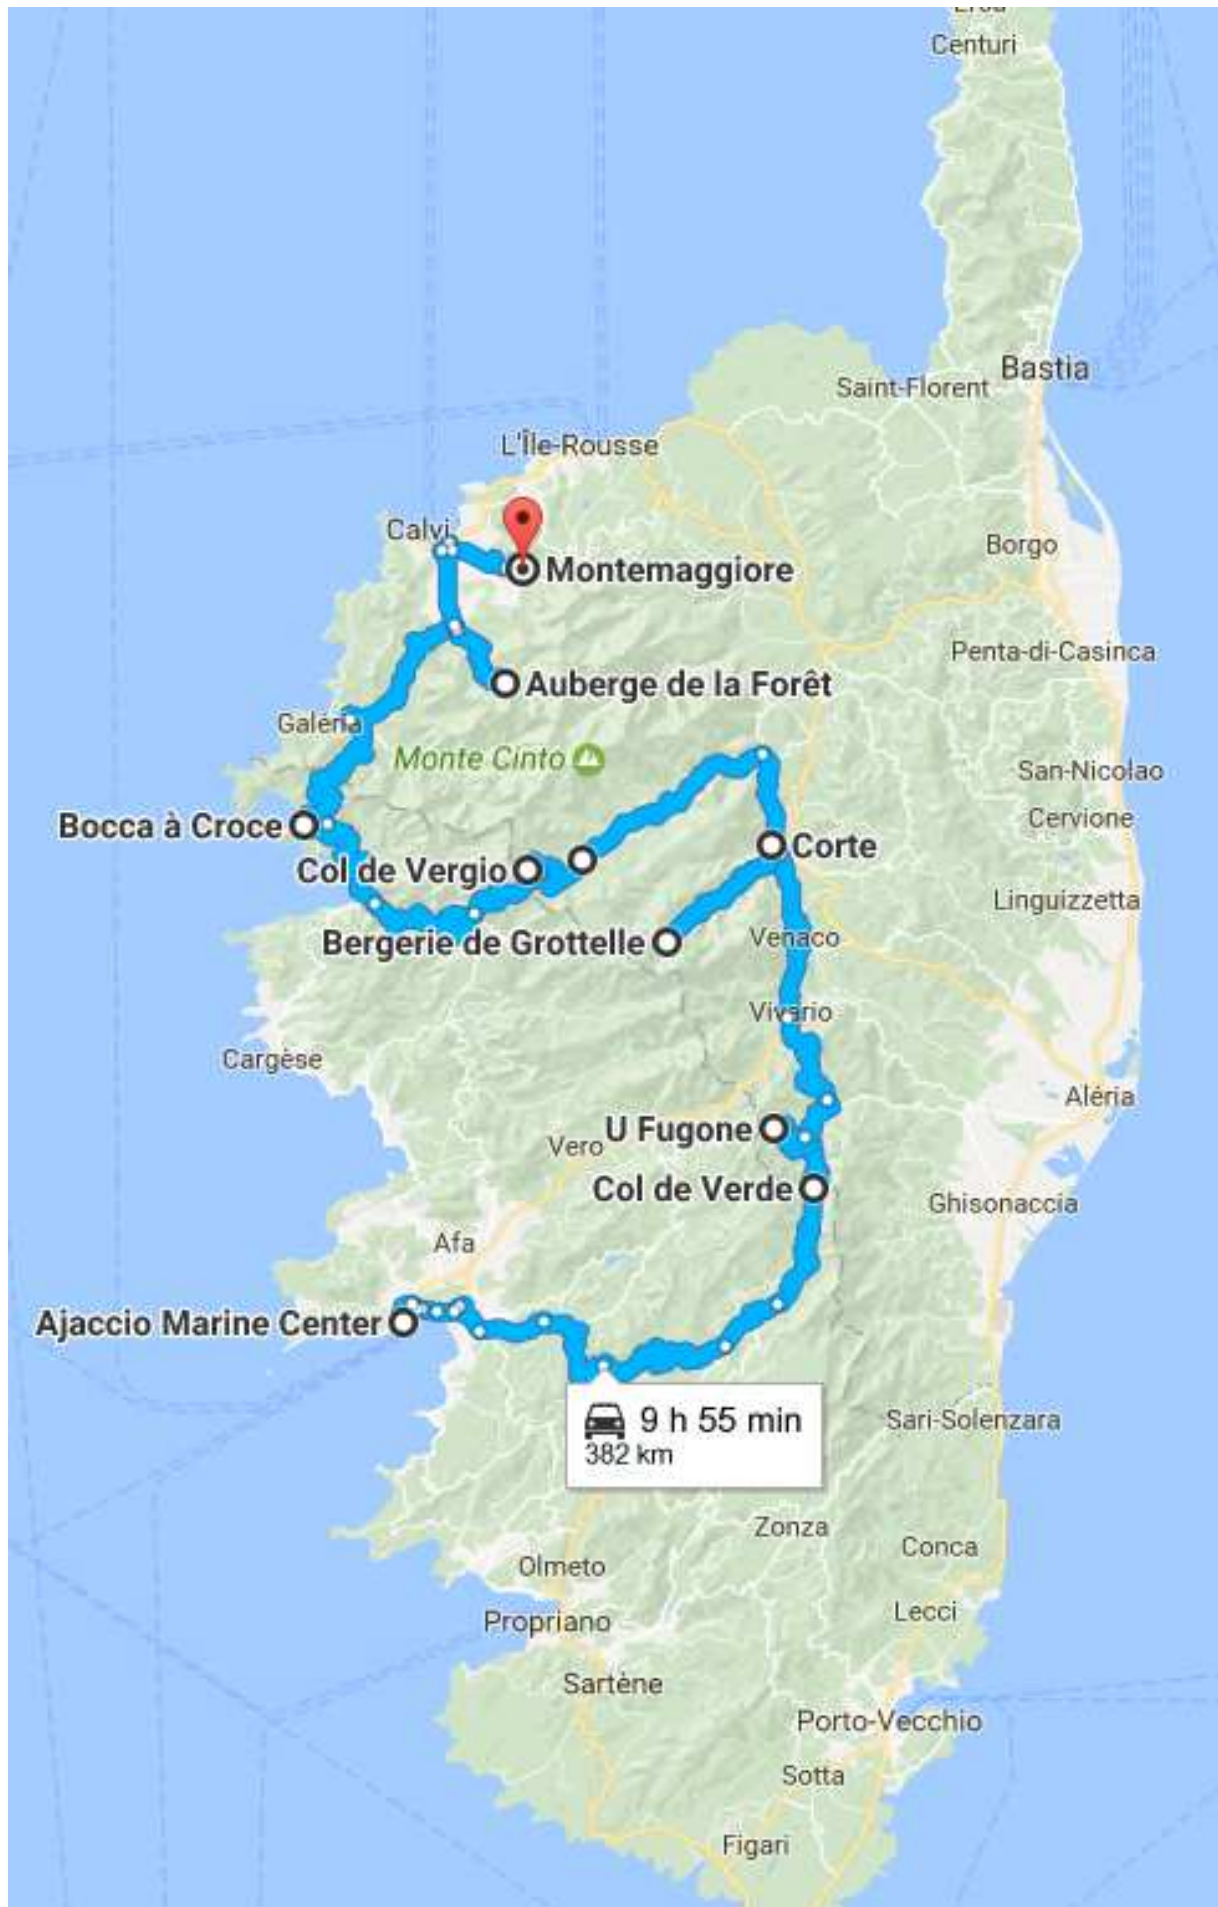 Centuri
Bastia
Saint-Florent
L'Île-Rousse
Calvi
Borgo
Montemaggiore
Penta-di-Casinca
Auberge de la Forêt
Galéria
Monte Cinto
San-Nicolao
Cervione
Bocca à Croce
Corte
Col de Vergio
Linguizzetta
Bergerie de Grottelle
Venaco
Vivario
Cargèse
Aléria
U Fugone
Vero
Col de Verde
Ghisonaccia
Afa
Ajaccio Marine Center
9 h 55 min
382 km
Sari-Solenzara
Zonza
Conca
Olmeto
Lecci
Propriano
Sartène
Porto-Vecchio
Sotta
Figari